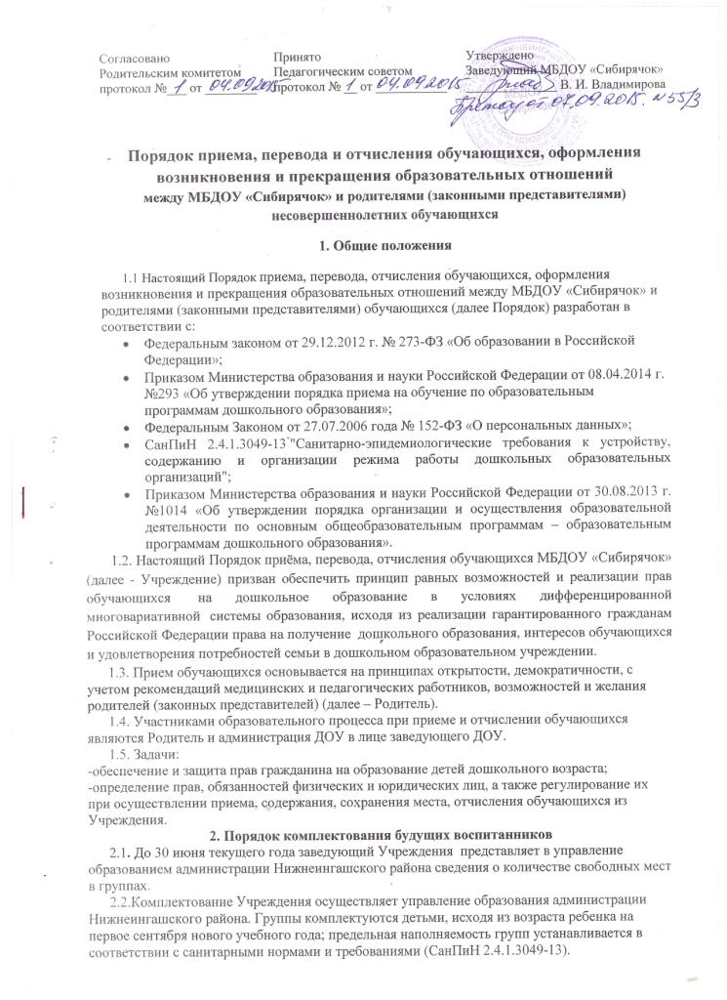 Согласовано Принято Утверждено
Родительским комитетом Педагогическим советом Заведующий МБДОУ «Сибирячок»
протокол № 1 от 04.09.2015 протокол № 1 от 04.09.2015 В. И. Владимирова
от 07.09.2015. № 55/3
Порядок приема, перевода и отчисления обучающихся, оформления
возникновения и прекращения образовательных отношений
между МБДОУ «Сибирячок» и родителями (законными представителями)
несовершеннолетних обучающихся
1. Общие положения
1.1 Настоящий Порядок приема, перевода, отчисления обучающихся, оформления
возникновения и прекращения образовательных отношений между МБДОУ «Сибирячок» и
родителями (законными представителями) обучающихся (далее Порядок) разработан в
соответствии с:
• Федеральным законом от 29.12.2012 г. № 273-ФЗ «Об образовании в Российской
Федерации»;
• Приказом Министерства образования и науки Российской Федерации от 08.04.2014 г.
№293 «Об утверждении порядка приема на обучение по образовательным
программам дошкольного образования»;
• Федеральным Законом от 27.07.2006 года № 152-ФЗ «О персональных данных»;
• СанПиН 2.4.1.3049-13 "Санитарно-эпидемиологические требования к устройству,
содержанию и организации режима работы дошкольных образовательных
организаций";
• Приказом Министерства образования и науки Российской Федерации от 30.08.2013 г.
№1014 «Об утверждении порядка организации и осуществления образовательной
деятельности по основным общеобразовательным программам – образовательным
программам дошкольного образования».
1.2. Настоящий Порядок приёма, перевода, отчисления обучающихся МБДОУ «Сибирячок»
(далее - Учреждение) призван обеспечить принцип равных возможностей и реализации прав
обучающихся на дошкольное образование в условиях дифференцированной
многовариативной системы образования, исходя из реализации гарантированного гражданам
Российской Федерации права на получение дошкольного образования, интересов обучающихся
и удовлетворения потребностей семьи в дошкольном образовательном учреждении.
1.3. Прием обучающихся основывается на принципах открытости, демократичности, с
учетом рекомендаций медицинских и педагогических работников, возможностей и желания
родителей (законных представителей) (далее – Родитель).
1.4. Участниками образовательного процесса при приеме и отчислении обучающихся
являются Родитель и администрация ДОУ в лице заведующего ДОУ.
1.5. Задачи:
-обеспечение и защита прав гражданина на образование детей дошкольного возраста;
-определение прав, обязанностей физических и юридических лиц, а также регулирование их
при осуществлении приема, содержания, сохранения места, отчисления обучающихся из
Учреждения.
2. Порядок комплектования будущих воспитанников
2.1. До 30 июня текущего года заведующий Учреждения представляет в управление
образованием администрации Нижнеингашского района сведения о количестве свободных мест
в группах.
2.2.Комплектование Учреждения осуществляет управление образования администрации
Нижнеингашского района. Группы комплектуются детьми, исходя из возраста ребенка на
первое сентября нового учебного года; предельная наполняемость групп устанавливается в
соответствии с санитарными нормами и требованиями (СанПиН 2.4.1.3049-13).